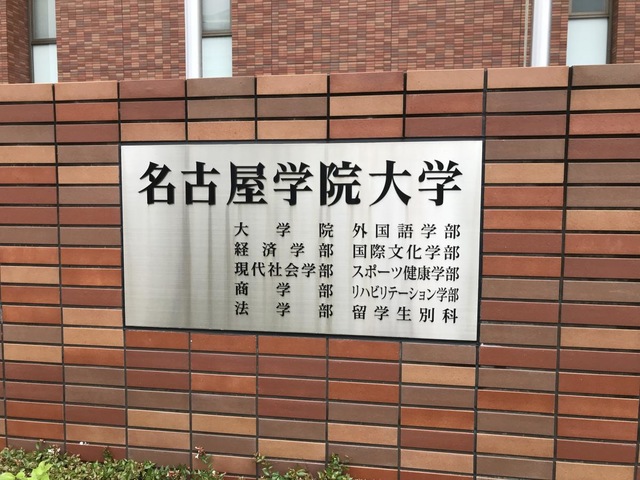 名古屋学院大学
大学院 外国語学部
経済学部 国際文化学部
現代社会学部 スポーツ健康学部
商学部 リハビリテーション学部
法学部 留学生別科